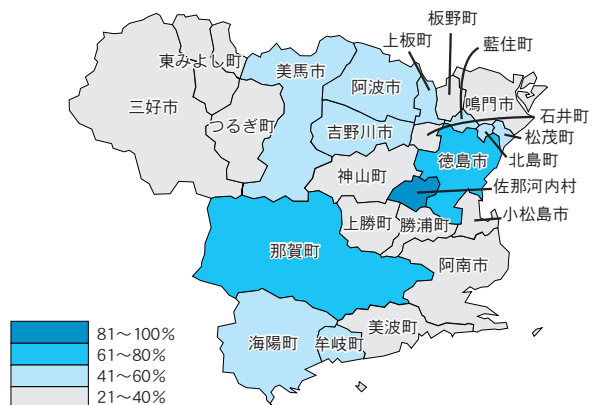 板野町
上板町
藍住町
東みよし町
美馬市
阿波市
鳴門市
三好市
つるぎ町
吉野川市
石井町
松茂町
徳島市
北島町
神山町
佐那河内村
上勝町
勝浦町
小松島市
那賀町
阿南市
海陽町
牟岐町
美波町
81～100%
61～80%
41～60%
21～40%